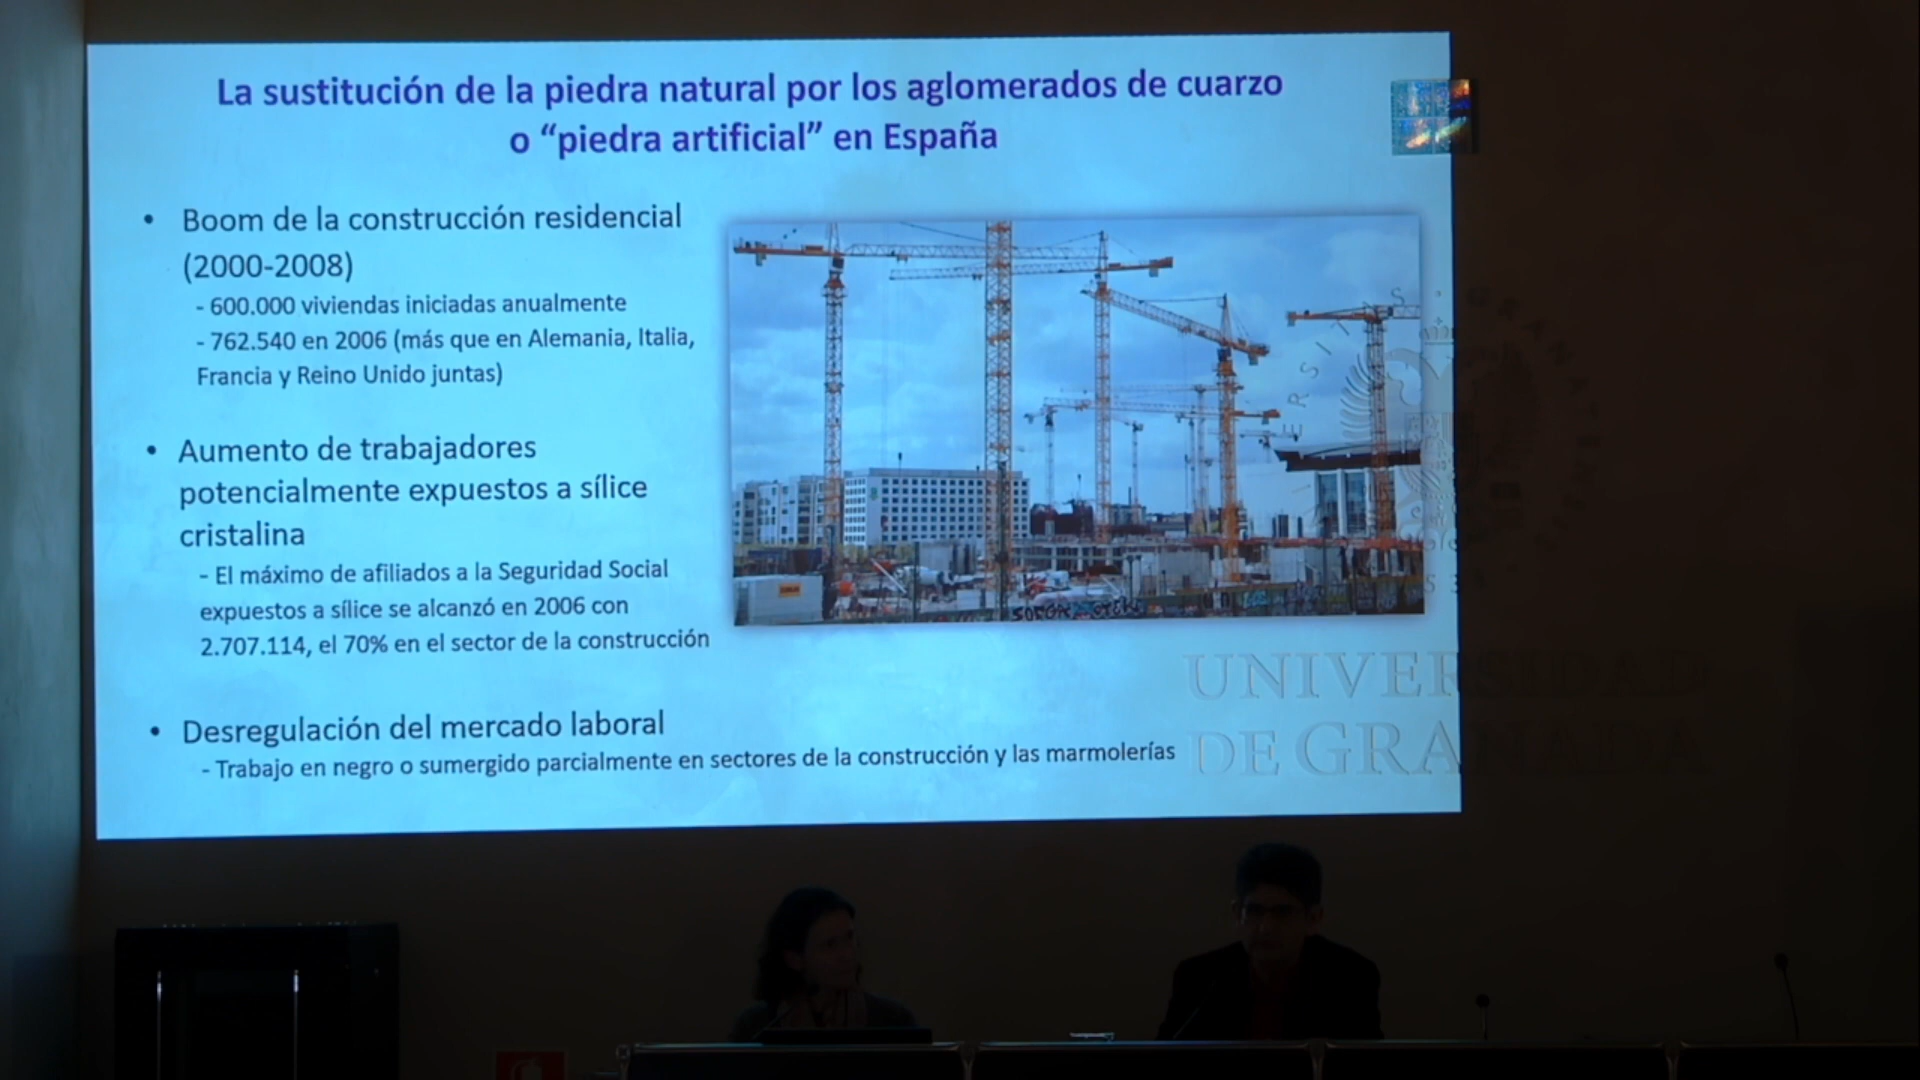 La sustitución de la piedra natural por los aglomerados de cuarzo
o “piedra artificial” en España
• Boom de la construcción residencial
(2000-2008)
- 600.000 viviendas iniciadas anualmente
- 762.540 en 2006 (más que en Alemania, Italia,
Francia y Reino Unido juntas)
• Aumento de trabajadores
potencialmente expuestos a sílice
cristalina
- El máximo de afiliados a la Seguridad Social
expuestos a sílice se alcanzó en 2006 con
2.707.114, el 70% en el sector de la construcción
• Desregulación del mercado laboral
- Trabajo en negro o sumergido parcialmente en sectores de la construcción y las marmolerías
UNIVERSIDAD
DE GRANADA